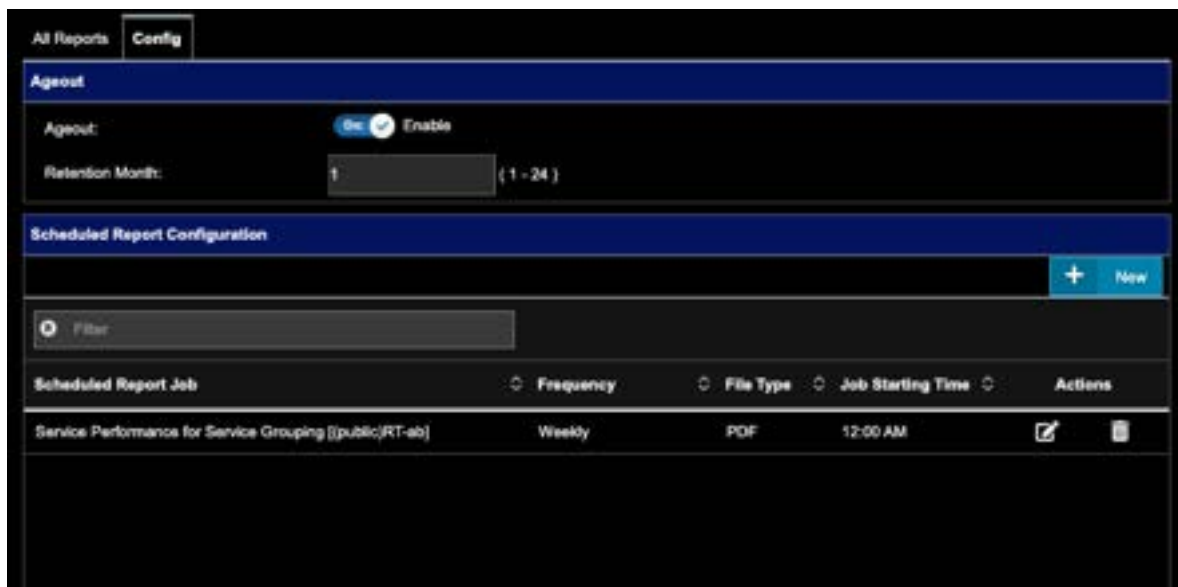 All Reports Config
Ageout
Ageout: On Enable
Retention Month: 1 ( 1 - 24 )
Scheduled Report Configuration
+ New
Filter
Scheduled Report Job Frequency File Type Job Starting Time Actions
Service Performance for Service Grouping [(public)RT-ab] Weekly PDF 12:00 AM